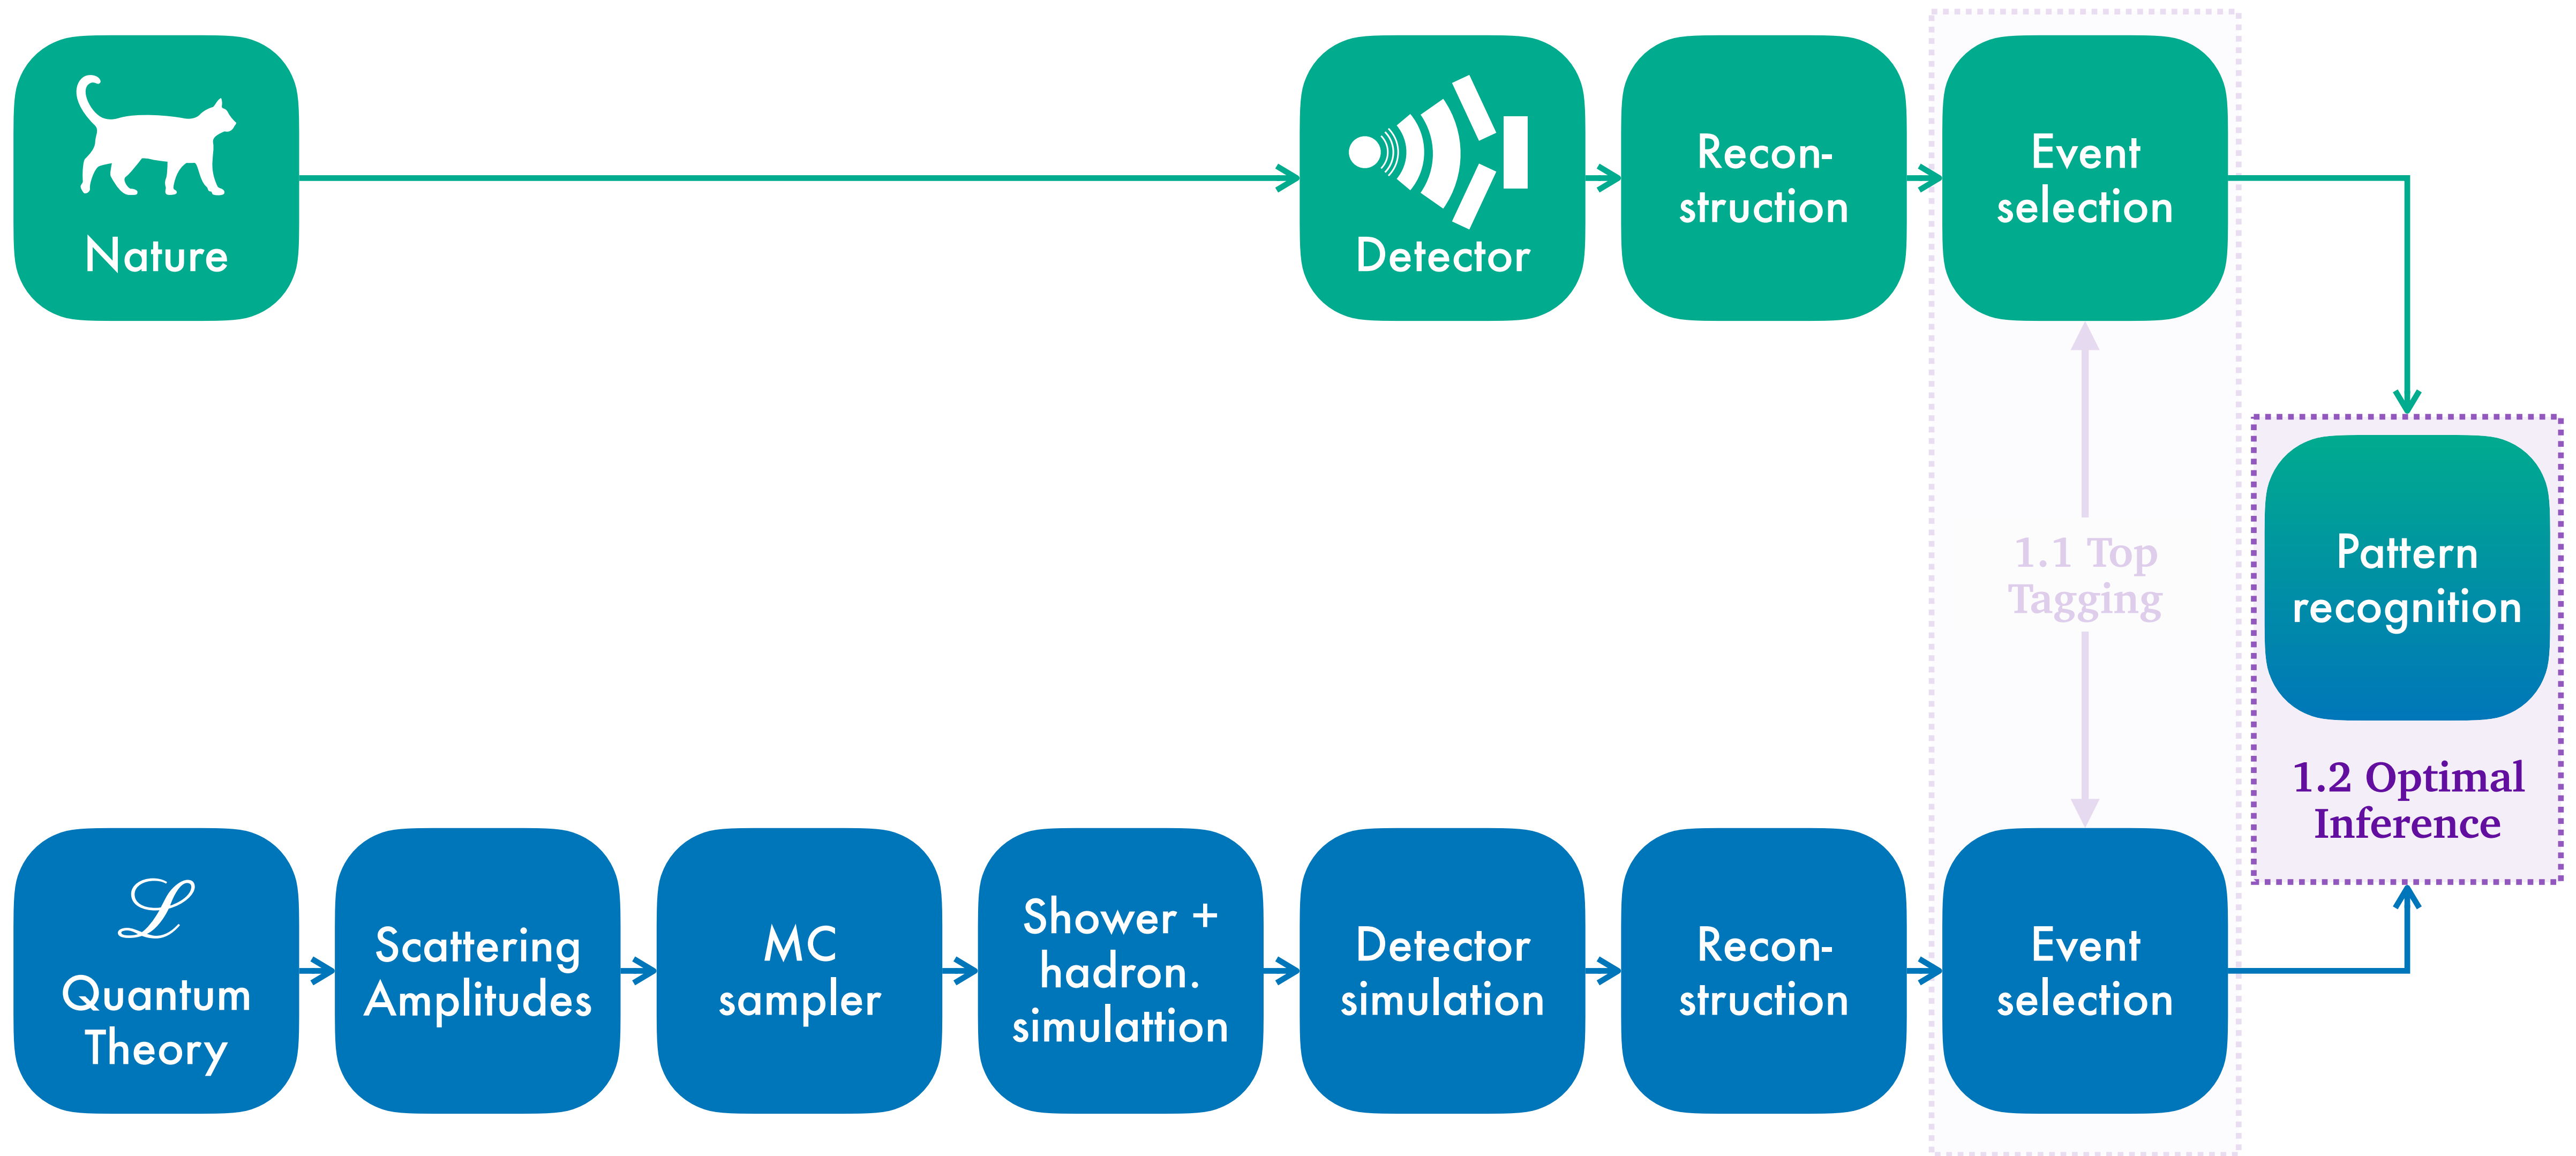 Nature
Detector
Recon-
struction
Event
selection
1.1 Top
Tagging
Pattern
recognition
1.2 Optimal
Inference
ℒ
Quantum
Theory
Scattering
Amplitudes
MC
sampler
Shower +
hadron.
simulattion
Detector
simulation
Recon-
struction
Event
selection